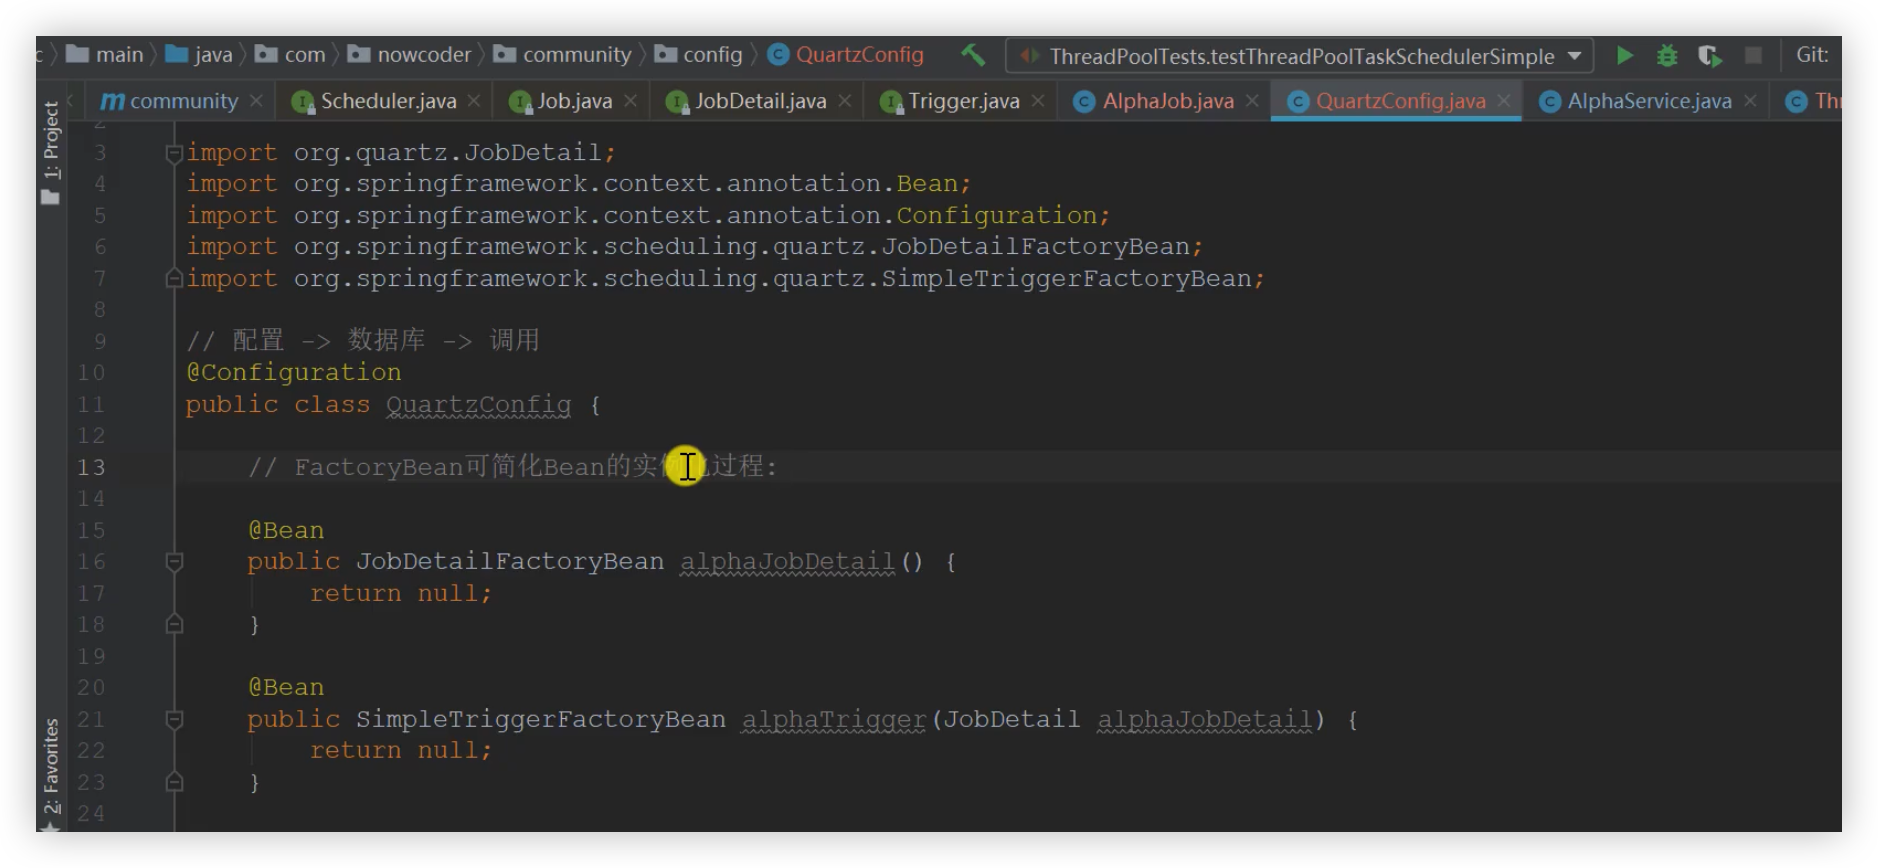 c main java com nowcoder community config QuartzConfig ThreadPoolTests.testThreadPoolTaskSchedulerSimple Git:
community Scheduler.java Job.java JobDetail.java Trigger.java AlphaJob.java QuartzConfig.java AlphaService.java Thr
1: Project
2
3 import org.quartz.JobDetail;
4 import org.springframework.context.annotation.Bean;
5 import org.springframework.context.annotation.Configuration;
6 import org.springframework.scheduling.quartz.JobDetailFactoryBean;
7 import org.springframework.scheduling.quartz.SimpleTriggerFactoryBean;
8
9 // 配置 -> 数据库 -> 调用
10 @Configuration
11 public class QuartzConfig {
12
13 // FactoryBean可简化Bean的实例化过程:
14
15 @Bean
16 public JobDetailFactoryBean alphaJobDetail() {
17 return null;
18 }
19
20 @Bean
21 public SimpleTriggerFactoryBean alphaTrigger(JobDetail alphaJobDetail) {
22 return null;
23 }
24
2: Favorites